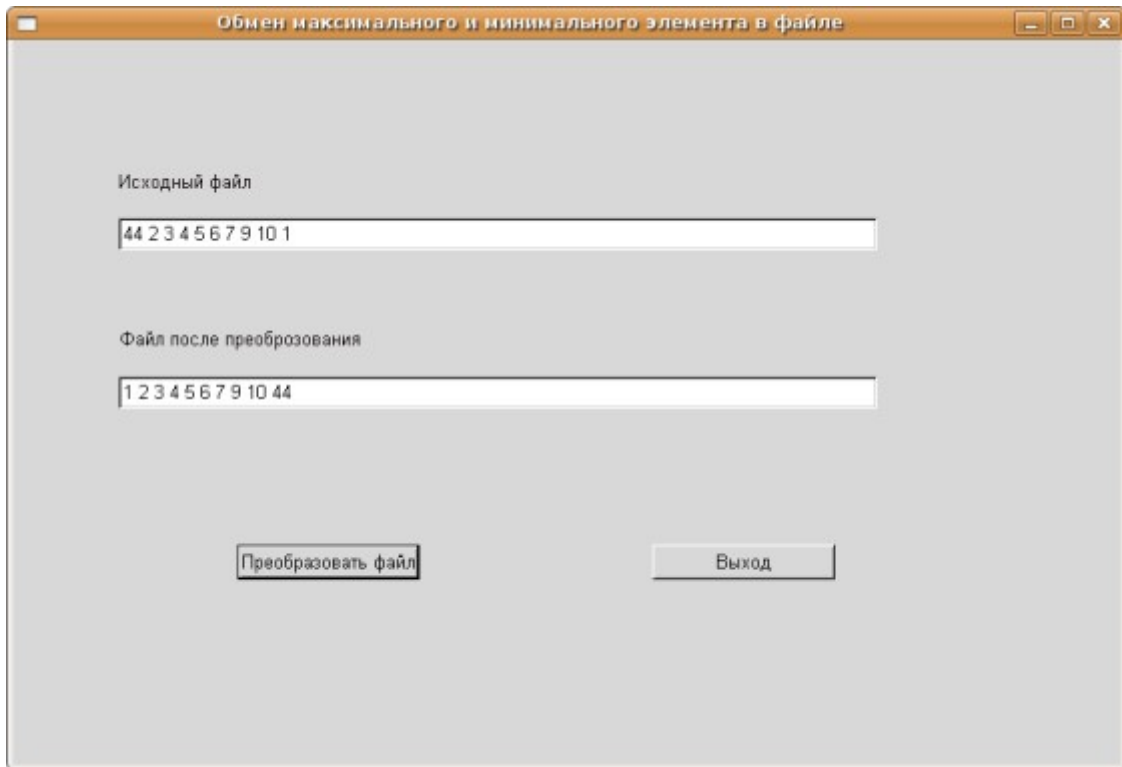 Обмен максимального и минимального элемента в файле
Исходный файл
44 2 3 4 5 6 7 9 10 1
Файл после преоброзования
1 2 3 4 5 6 7 9 10 44
Преобразовать файл
Выход